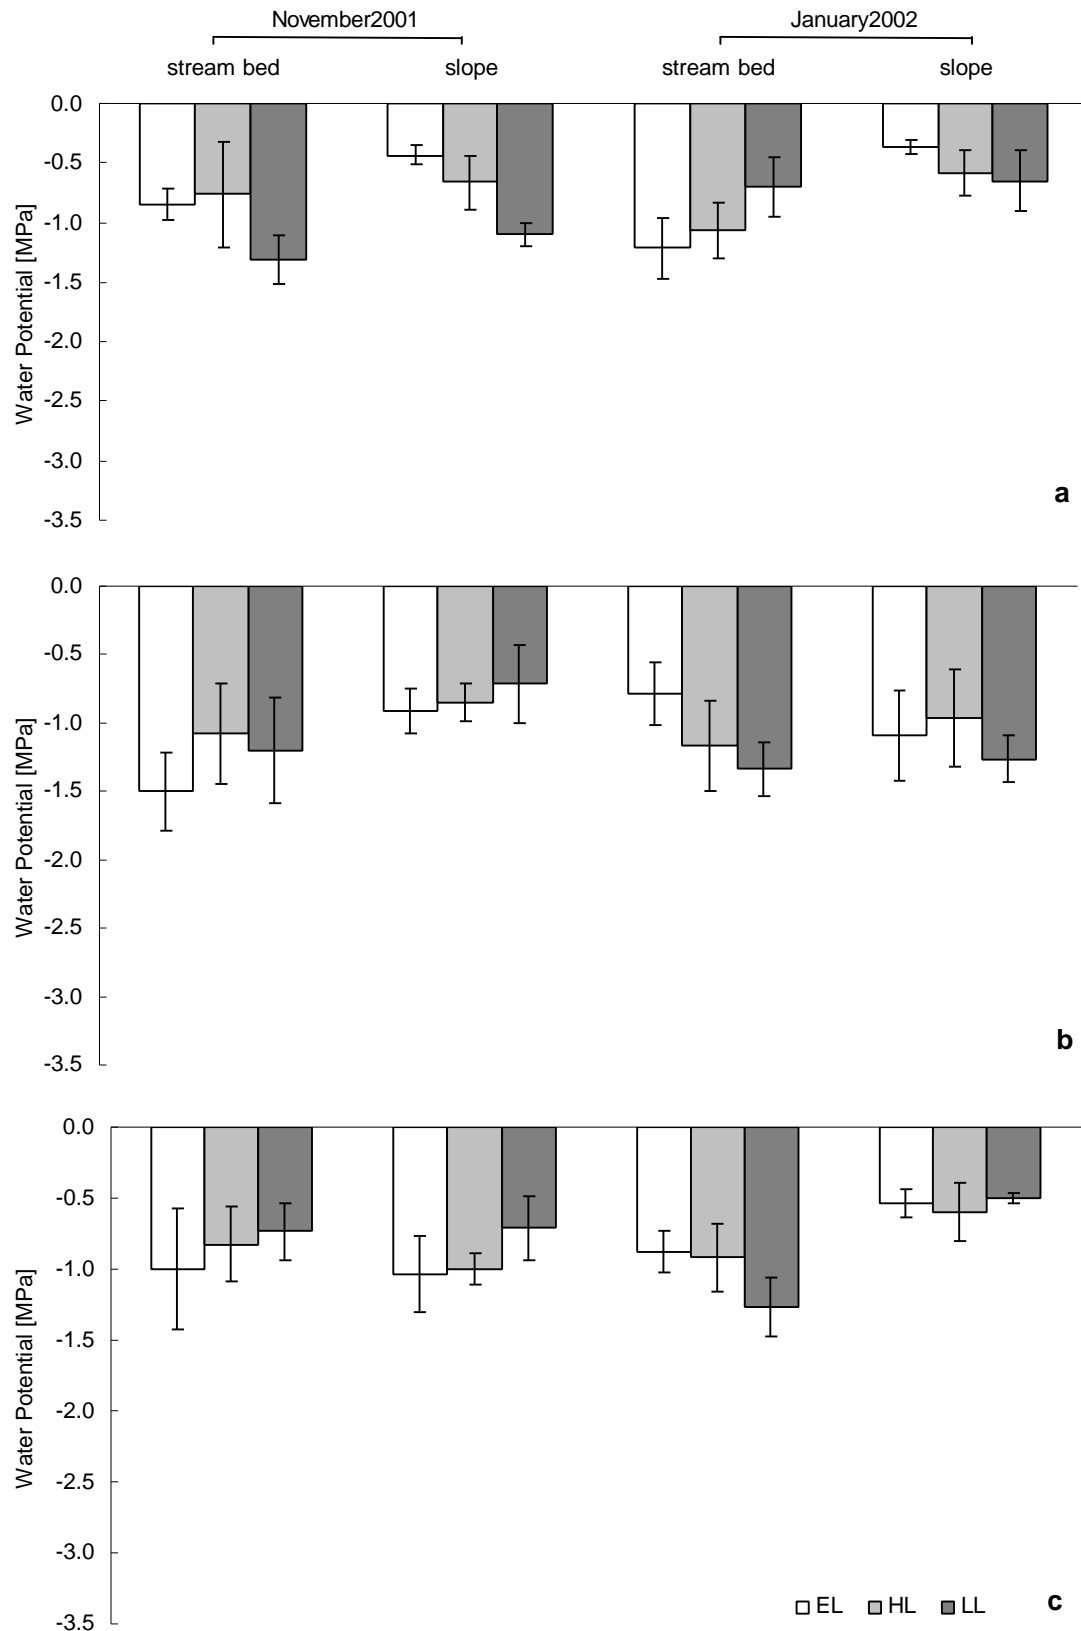 November2001 January2002
stream bed slope stream bed slope
0.0
-0.5
-1.0
-1.5
-2.0
-2.5
-3.0
-3.5
Water Potential [MPa]
a
0.0
-0.5
-1.0
-1.5
-2.0
-2.5
-3.0
-3.5
Water Potential [MPa]
b
0.0
-0.5
-1.0
-1.5
-2.0
-2.5
-3.0
-3.5
Water Potential [MPa]
EL HL LL
c